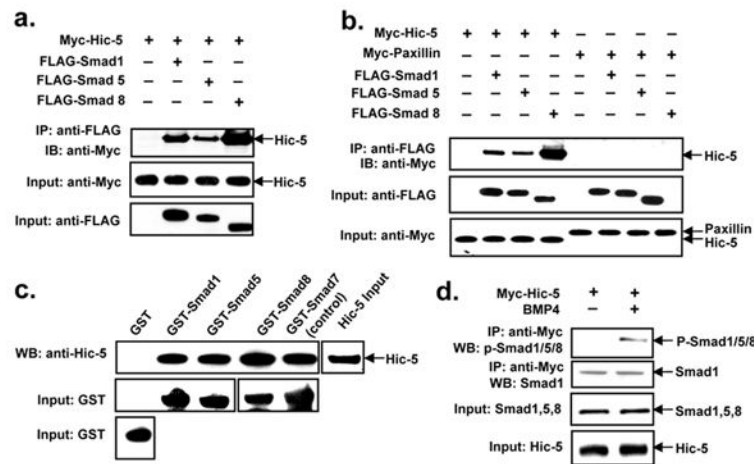 a.
Myc-Hic-5 + + + +
FLAG-Smad1 – + – –
FLAG-Smad 5 – – + –
FLAG-Smad 8 – – – +
IP: anti-FLAG
IB: anti-Myc
Hic-5
Input: anti-Myc
Hic-5
Input: anti-FLAG
b.
Myc-Hic-5 + + + + – – – –
Myc-Paxillin – – – – + + + +
FLAG-Smad1 – + – – – + – –
FLAG-Smad 5 – – + – – – + –
FLAG-Smad 8 – – – + – – – +
IP: anti-FLAG
IB: anti-Myc
Hic-5
Input: anti-FLAG
Input: anti-Myc
Paxillin
Hic-5
c.
GST
GST-Smad1
GST-Smad5
GST-Smad8
GST-Smad7
(control)
Hic-5 Input
WB: anti-Hic-5
Hic-5
Input: GST
Input: GST
d.
Myc-Hic-5 + +
BMP4 – +
IP: anti-Myc
WB: p-Smad1/5/8
P-Smad1/5/8
IP: anti-Myc
WB: Smad1
Smad1
Input: Smad1,5,8
Smad1,5,8
Input: Hic-5
Hic-5